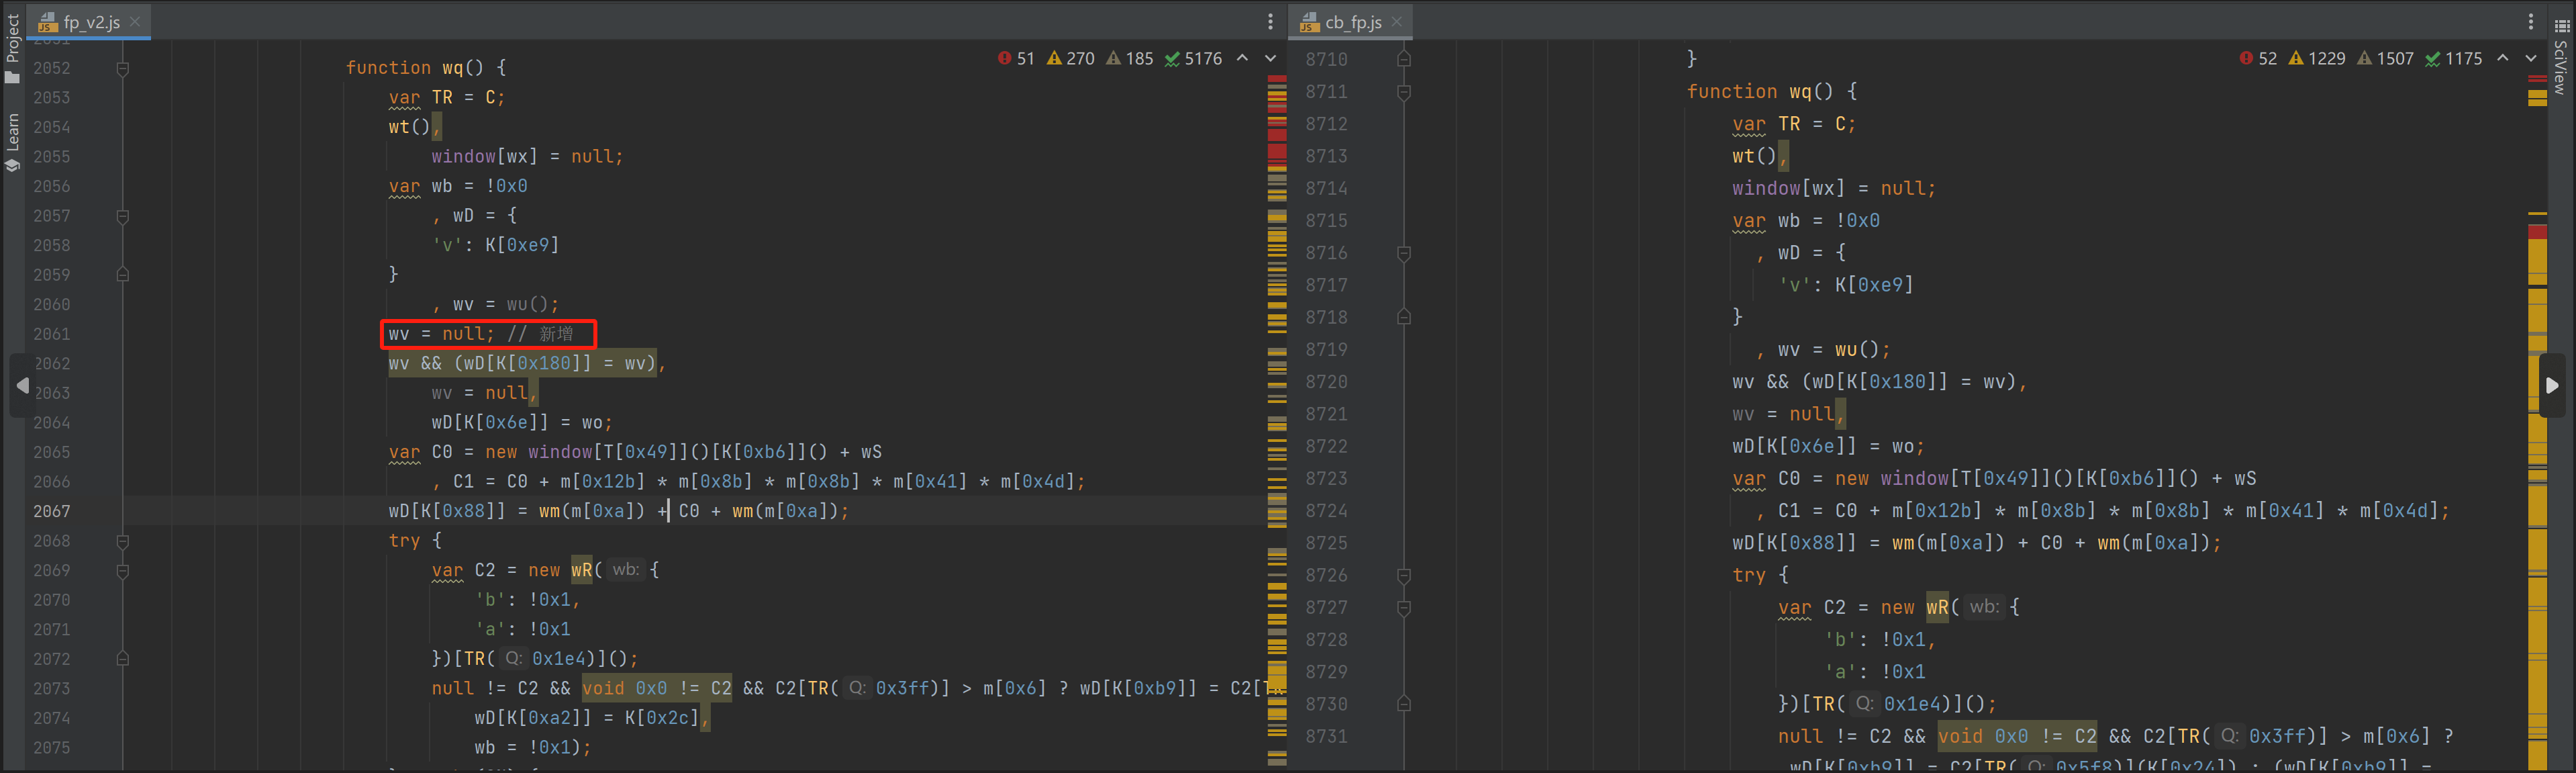 Project
Learn
fp_v2.js
51 270 185 5176
2051
2052 function wq() {
2053 var TR = C;
2054 wt(),
2055 window[wx] = null;
2056 var wb = !0x0
2057 , wD = {
2058 'v': K[0xe9]
2059 }
2060 , wv = wu();
2061 wv = null; // 新增
2062 wv && (wD[K[0x180]] = wv),
2063 wv = null,
2064 wD[K[0x6e]] = wo;
2065 var C0 = new window[T[0x49]]()[K[0xb6]]() + wS
2066 , C1 = C0 + m[0x12b] * m[0x8b] * m[0x8b] * m[0x41] * m[0x4d];
2067 wD[K[0x88]] = wm(m[0xa]) + C0 + wm(m[0xa]);
2068 try {
2069 var C2 = new wR( wb: {
2070 'b': !0x1,
2071 'a': !0x1
2072 })[TR( Q: 0x1e4)]();
2073 null != C2 && void 0x0 != C2 && C2[TR( Q: 0x3ff)] > m[0x6] ? wD[K[0xb9]] = C2[T
2074 wD[K[0xa2]] = K[0x2c],
2075 wb = !0x1);
cb_fp.js
52 1229 1507 1175
8710 }
8711 function wq() {
8712 var TR = C;
8713 wt(),
8714 window[wx] = null;
8715 var wb = !0x0
8716 , wD = {
8717 'v': K[0xe9]
8718 }
8719 , wv = wu();
8720 wv && (wD[K[0x180]] = wv),
8721 wv = null,
8722 wD[K[0x6e]] = wo;
8723 var C0 = new window[T[0x49]]()[K[0xb6]]() + wS
8724 , C1 = C0 + m[0x12b] * m[0x8b] * m[0x8b] * m[0x41] * m[0x4d];
8725 wD[K[0x88]] = wm(m[0xa]) + C0 + wm(m[0xa]);
8726 try {
8727 var C2 = new wR( wb: {
8728 'b': !0x1,
8729 'a': !0x1
8730 })[TR( Q: 0x1e4)]();
8731 null != C2 && void 0x0 != C2 && C2[TR( Q: 0x3ff)] > m[0x6] ?
wD[K[0xb9]] = C2[TR( Q: 0x5f8)](K[0x24]) : (wD[K[0xb9]] =
SciView